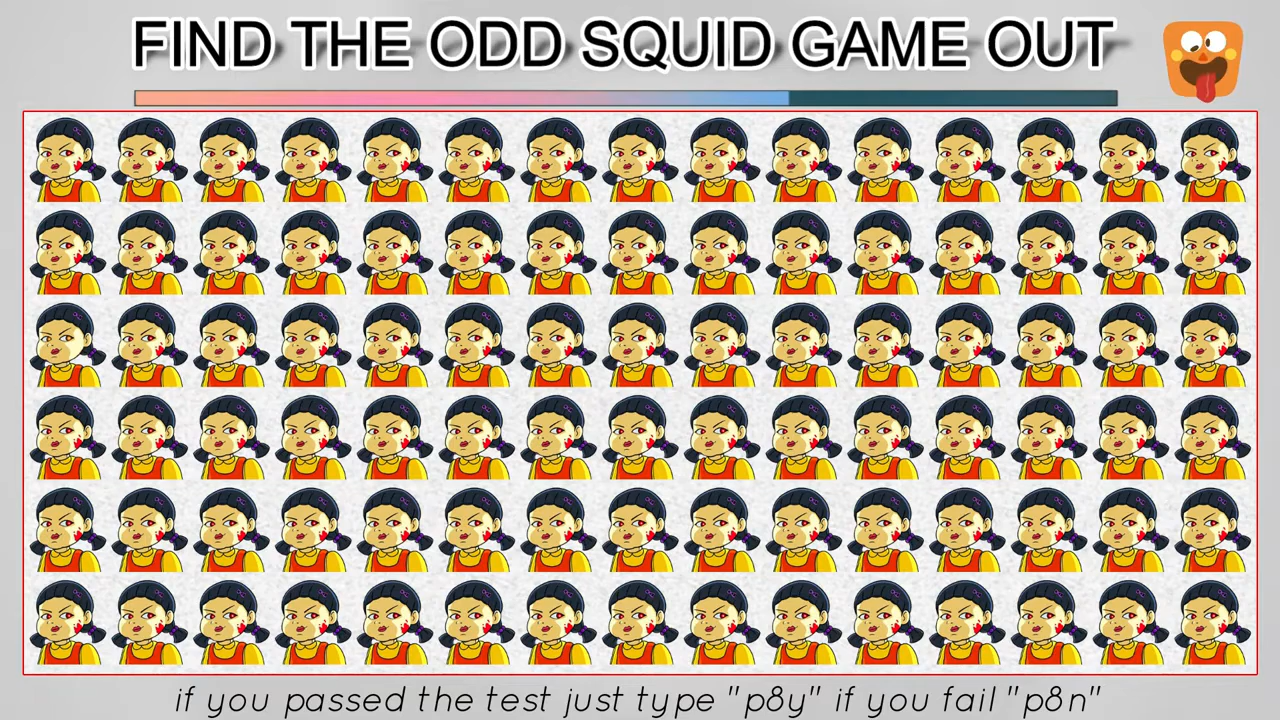 FIND THE ODD SQUID GAME OUT
if you passed the test just type "p8y" if you fail "p8n"